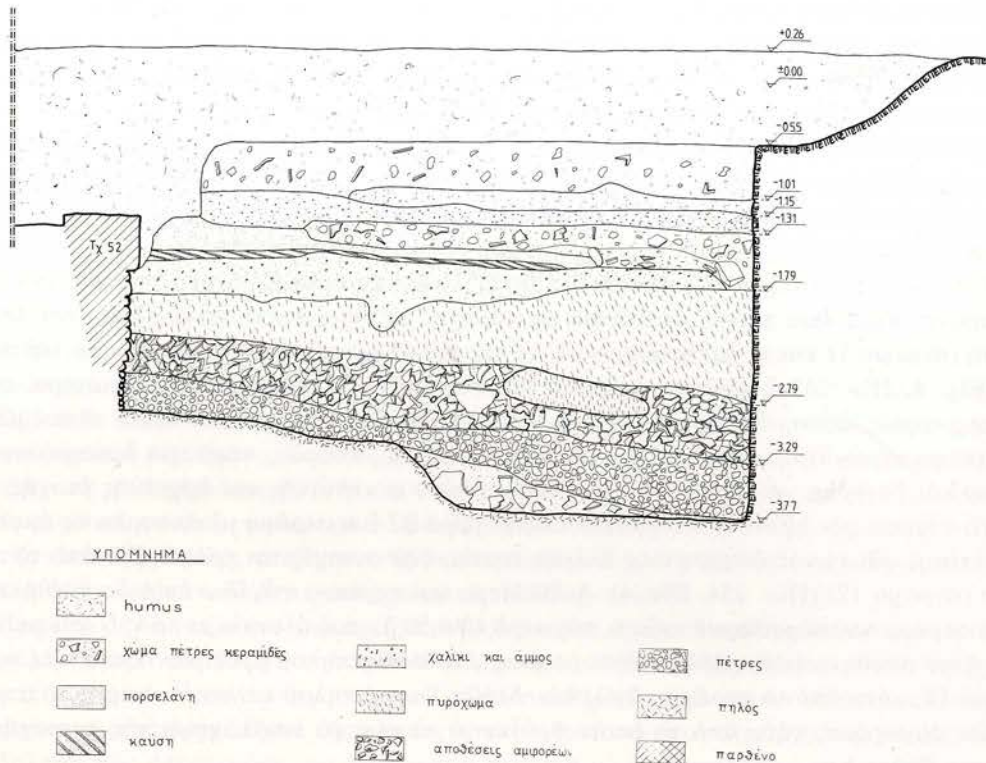 +0.26
±0.00
-0.55
-1.01
-1.15
-1.31
-1.79
Τχ 52
-2.79
-3.29
-3.77
ΥΠΟΜΝΗΜΑ
humus
χώμα πέτρες κεραμίδες
χαλίκι και άμμος
πέτρες
πορσελάνη
πυρόχωμα
πηλός
καύση
αποθέσεις αμφορέων
παρθένο